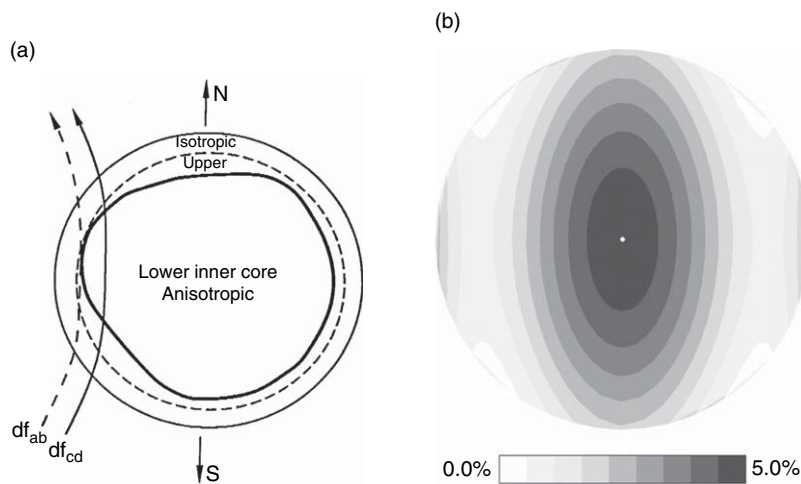 (a)
N
Isotropic
Upper
Lower inner core
Anisotropic
df_ab
df_cd
S
(b)
0.0% 5.0%